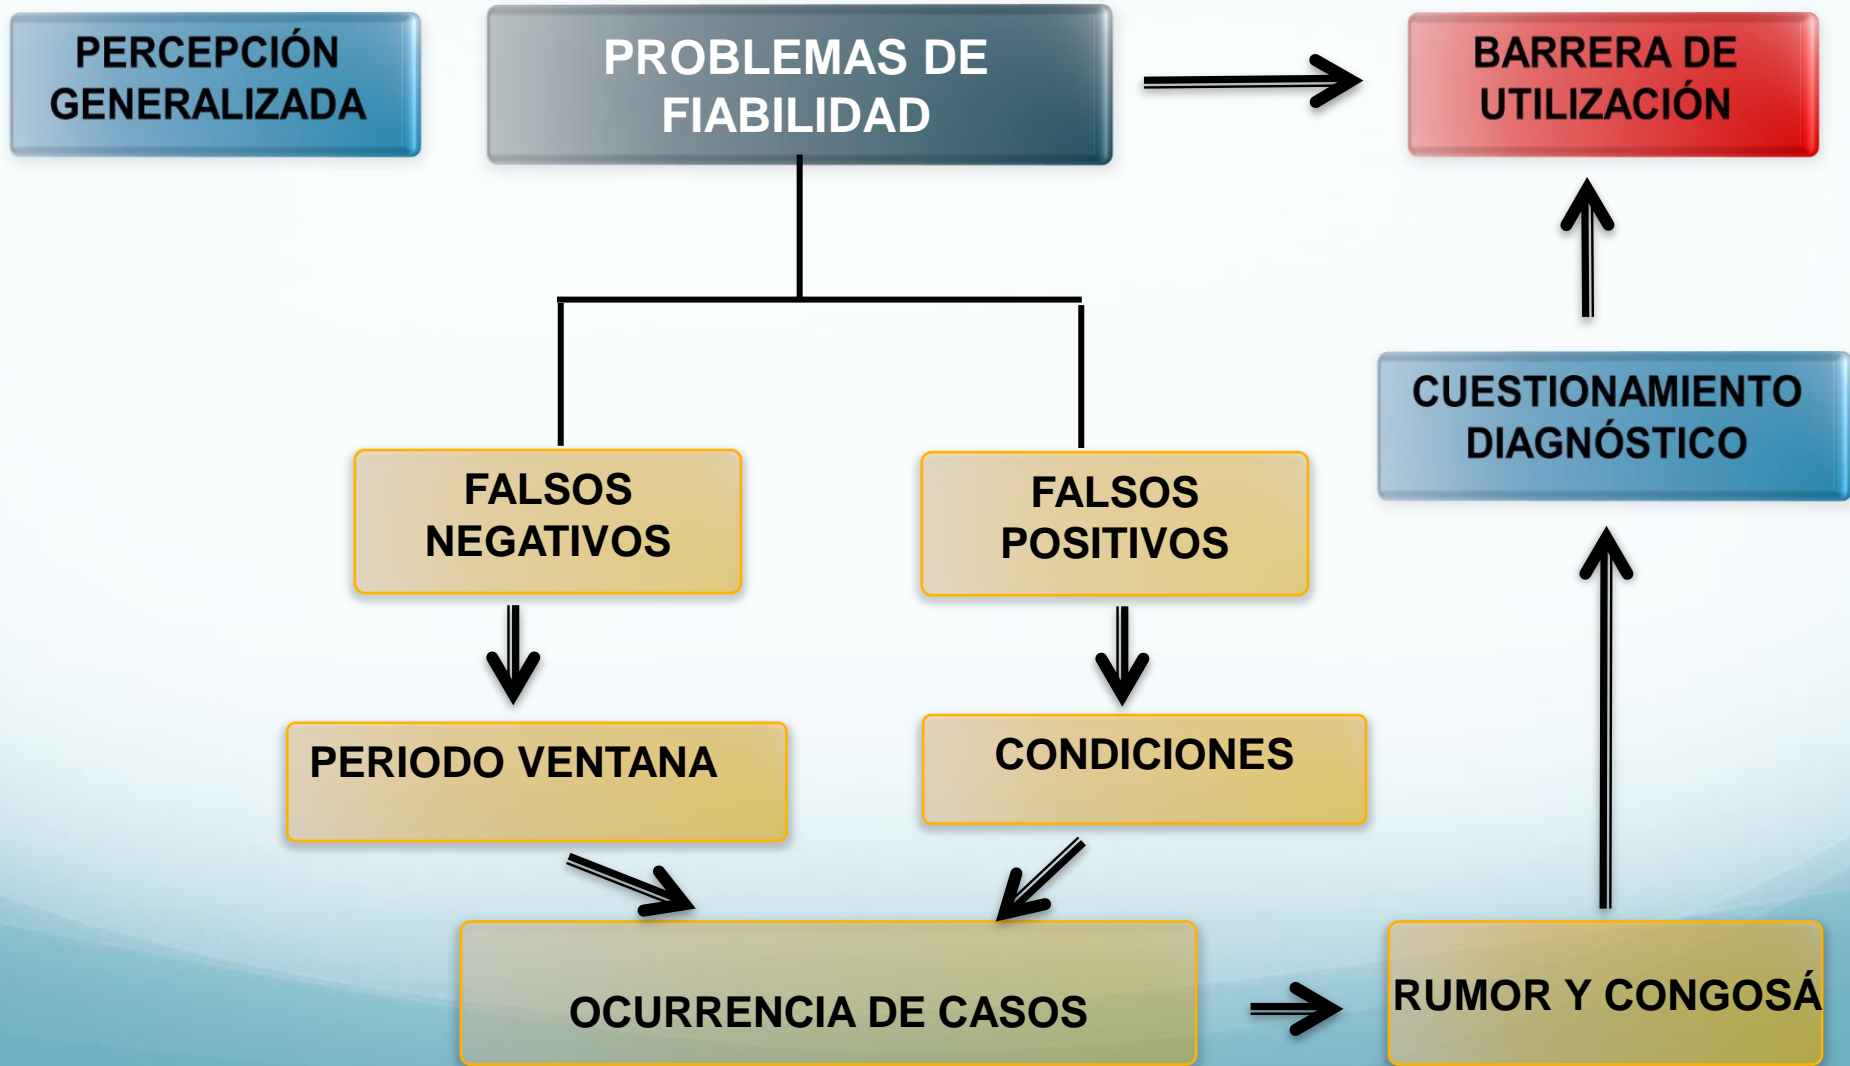 PERCEPCIÓN
GENERALIZADA
PROBLEMAS DE
FIABILIDAD
BARRERA DE
UTILIZACIÓN
CUESTIONAMIENTO
DIAGNÓSTICO
FALSOS
NEGATIVOS
FALSOS
POSITIVOS
PERIODO VENTANA
CONDICIONES
OCURRENCIA DE CASOS
RUMOR Y CONGOSÁ